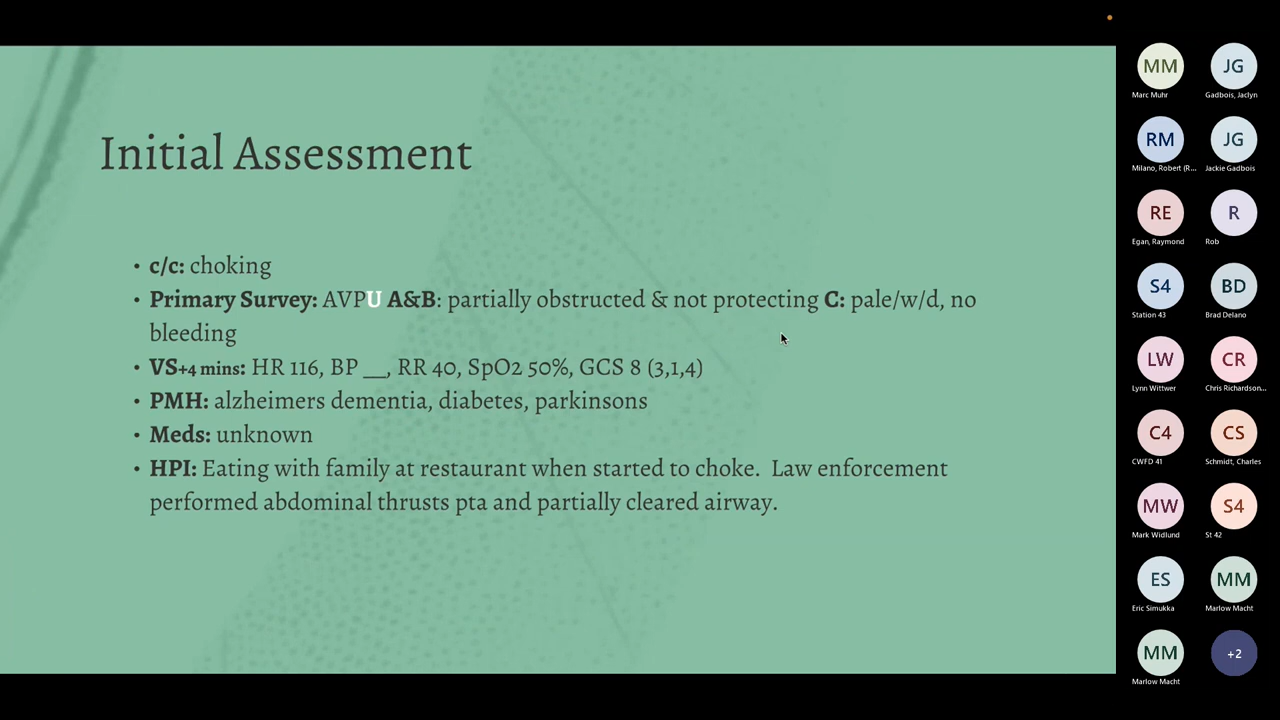 Initial Assessment
• c/c: choking
• Primary Survey: AVPU A&B: partially obstructed & not protecting C: pale/w/d, no
bleeding
• VS+4 mins: HR 116, BP __, RR 40, SpO2 50%, GCS 8 (3,1,4)
• PMH: alzheimers dementia, diabetes, parkinsons
• Meds: unknown
• HPI: Eating with family at restaurant when started to choke.  Law enforcement
performed abdominal thrusts pta and partially cleared airway.
MM JG
Marc Muhr Gadbois, Jaclyn
RM JG
Milano, Robert (R... Jackie Gadbois
RE R
Egan, Raymond Rob
S4 BD
Station 43 Brad Delano
LW CR
Lynn Wittwer Chris Richardson...
C4 CS
CWFD 41 Schmidt, Charles
MW S4
Mark Widlund St 42
ES MM
Eric Simukka Marlow Macht
MM +2
Marlow Macht